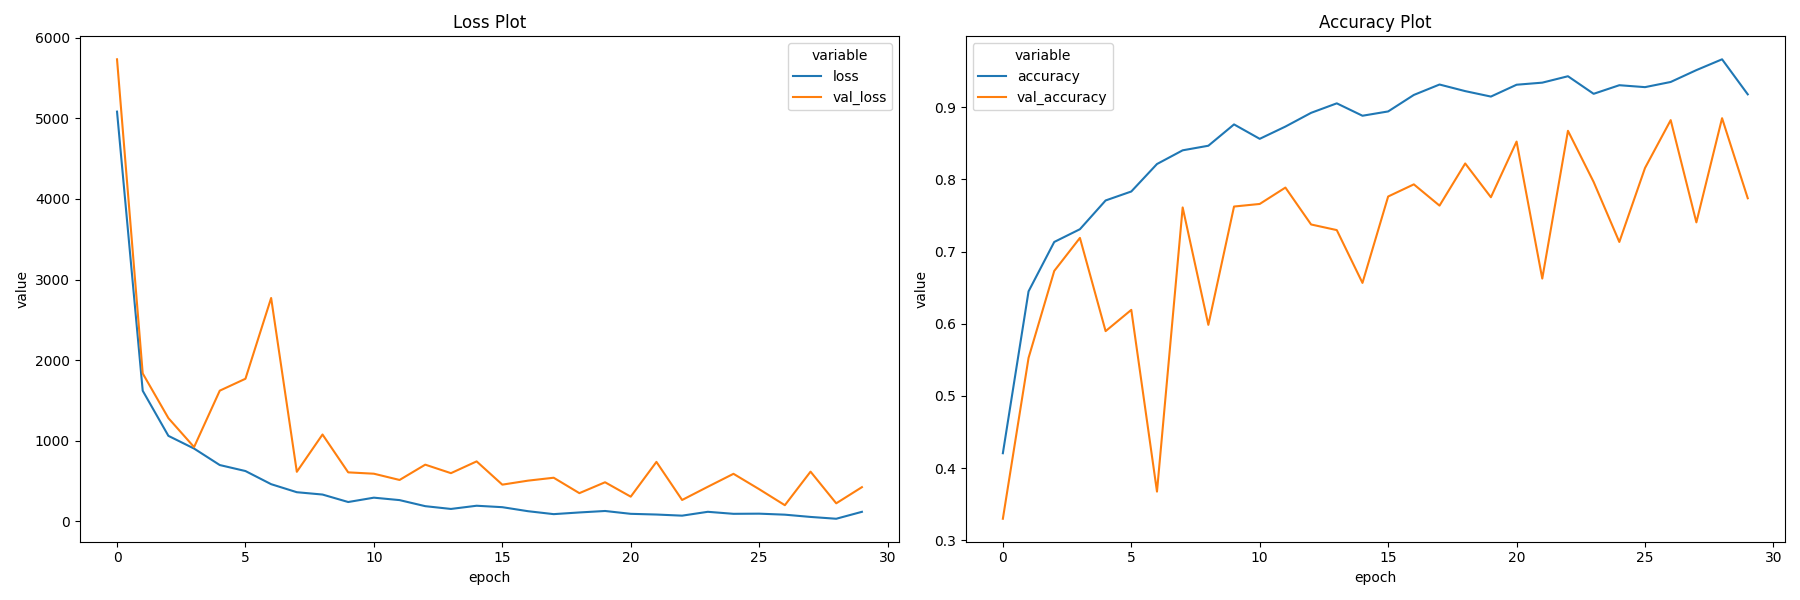 Loss Plot
6000
5000
4000
3000
2000
1000
0
value
0 5 10 15 20 25 30
epoch
variable
loss
val_loss
Accuracy Plot
0.9
0.8
0.7
0.6
0.5
0.4
0.3
value
0 5 10 15 20 25 30
epoch
variable
accuracy
val_accuracy